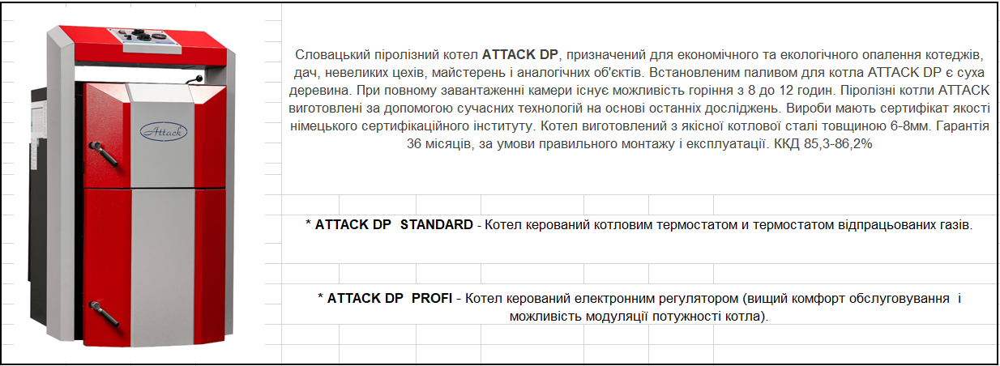 Attack
Словацький піролізний котел ATTACK DP, призначений для економічного та екологічного опалення котеджів,
дач, невеликих цехів, майстерень і аналогічних об'єктів. Встановленим паливом для котла ATTACK DP є суха
деревина. При повному завантаженні камери існує можливість горіння з 8 до 12 годин. Піролізні котли ATTACK
виготовлені за допомогою сучасних технологій на основі останніх досліджень. Вироби мають сертифікат якості
німецького сертифікаційного інституту. Котел виготовлений з якісної котлової сталі товщиною 6-8мм. Гарантія
36 місяців, за умови правильного монтажу і експлуатації. ККД 85,3-86,2%
* ATTACK DP  STANDARD - Котел керований котловим термостатом и термостатом відпрацьованих газів.
* ATTACK DP  PROFI - Котел керований електронним регулятором (вищий комфорт обслуговування  і
можливість модуляції потужності котла).